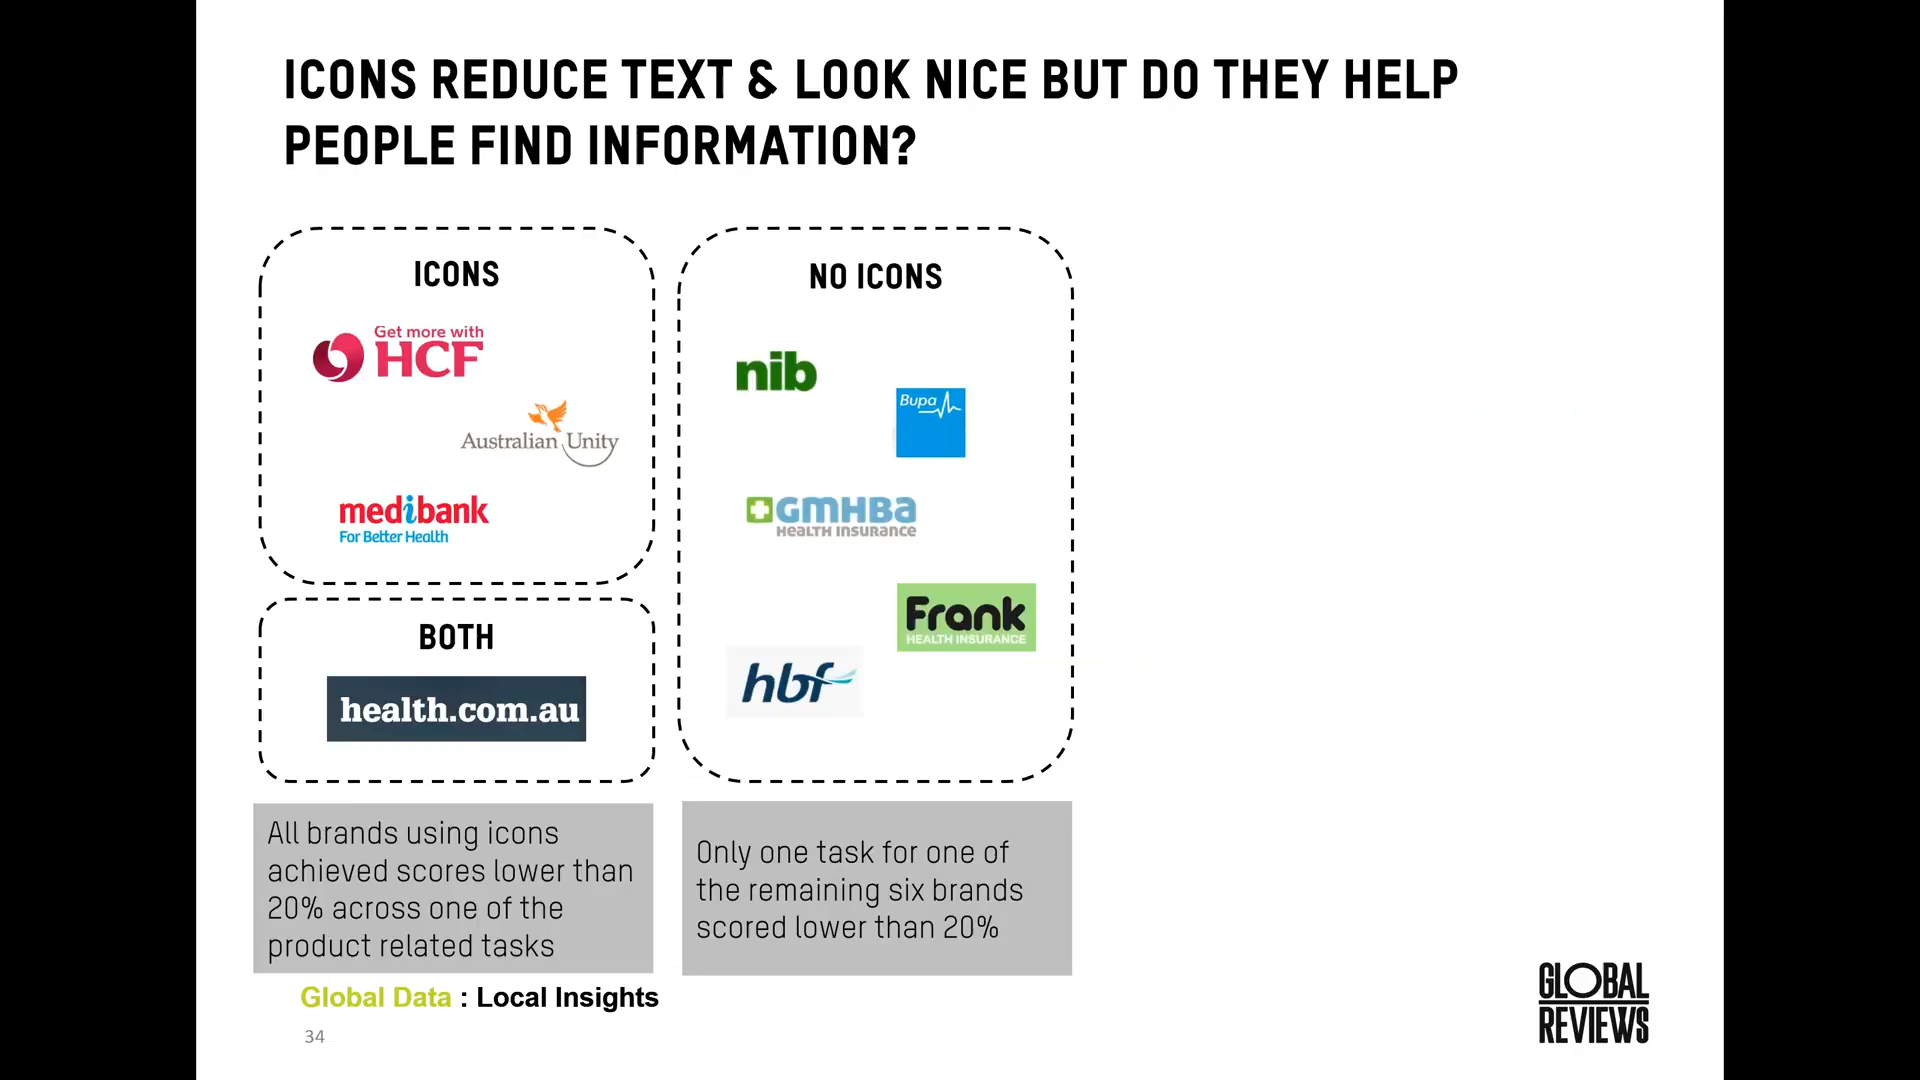 ICONS REDUCE TEXT & LOOK NICE BUT DO THEY HELP
PEOPLE FIND INFORMATION?
ICONS
Get more with
HCF
Australian Unity
medibank
For Better Health
BOTH
health.com.au
NO ICONS
nib
Bupa
GMHBa
HEALTH INSURANCE
Frank
HEALTH INSURANCE
hbf
All brands using icons
achieved scores lower than
20% across one of the
product related tasks
Only one task for one of
the remaining six brands
scored lower than 20%
Global Data : Local Insights
34
GLOBAL
REVIEWS